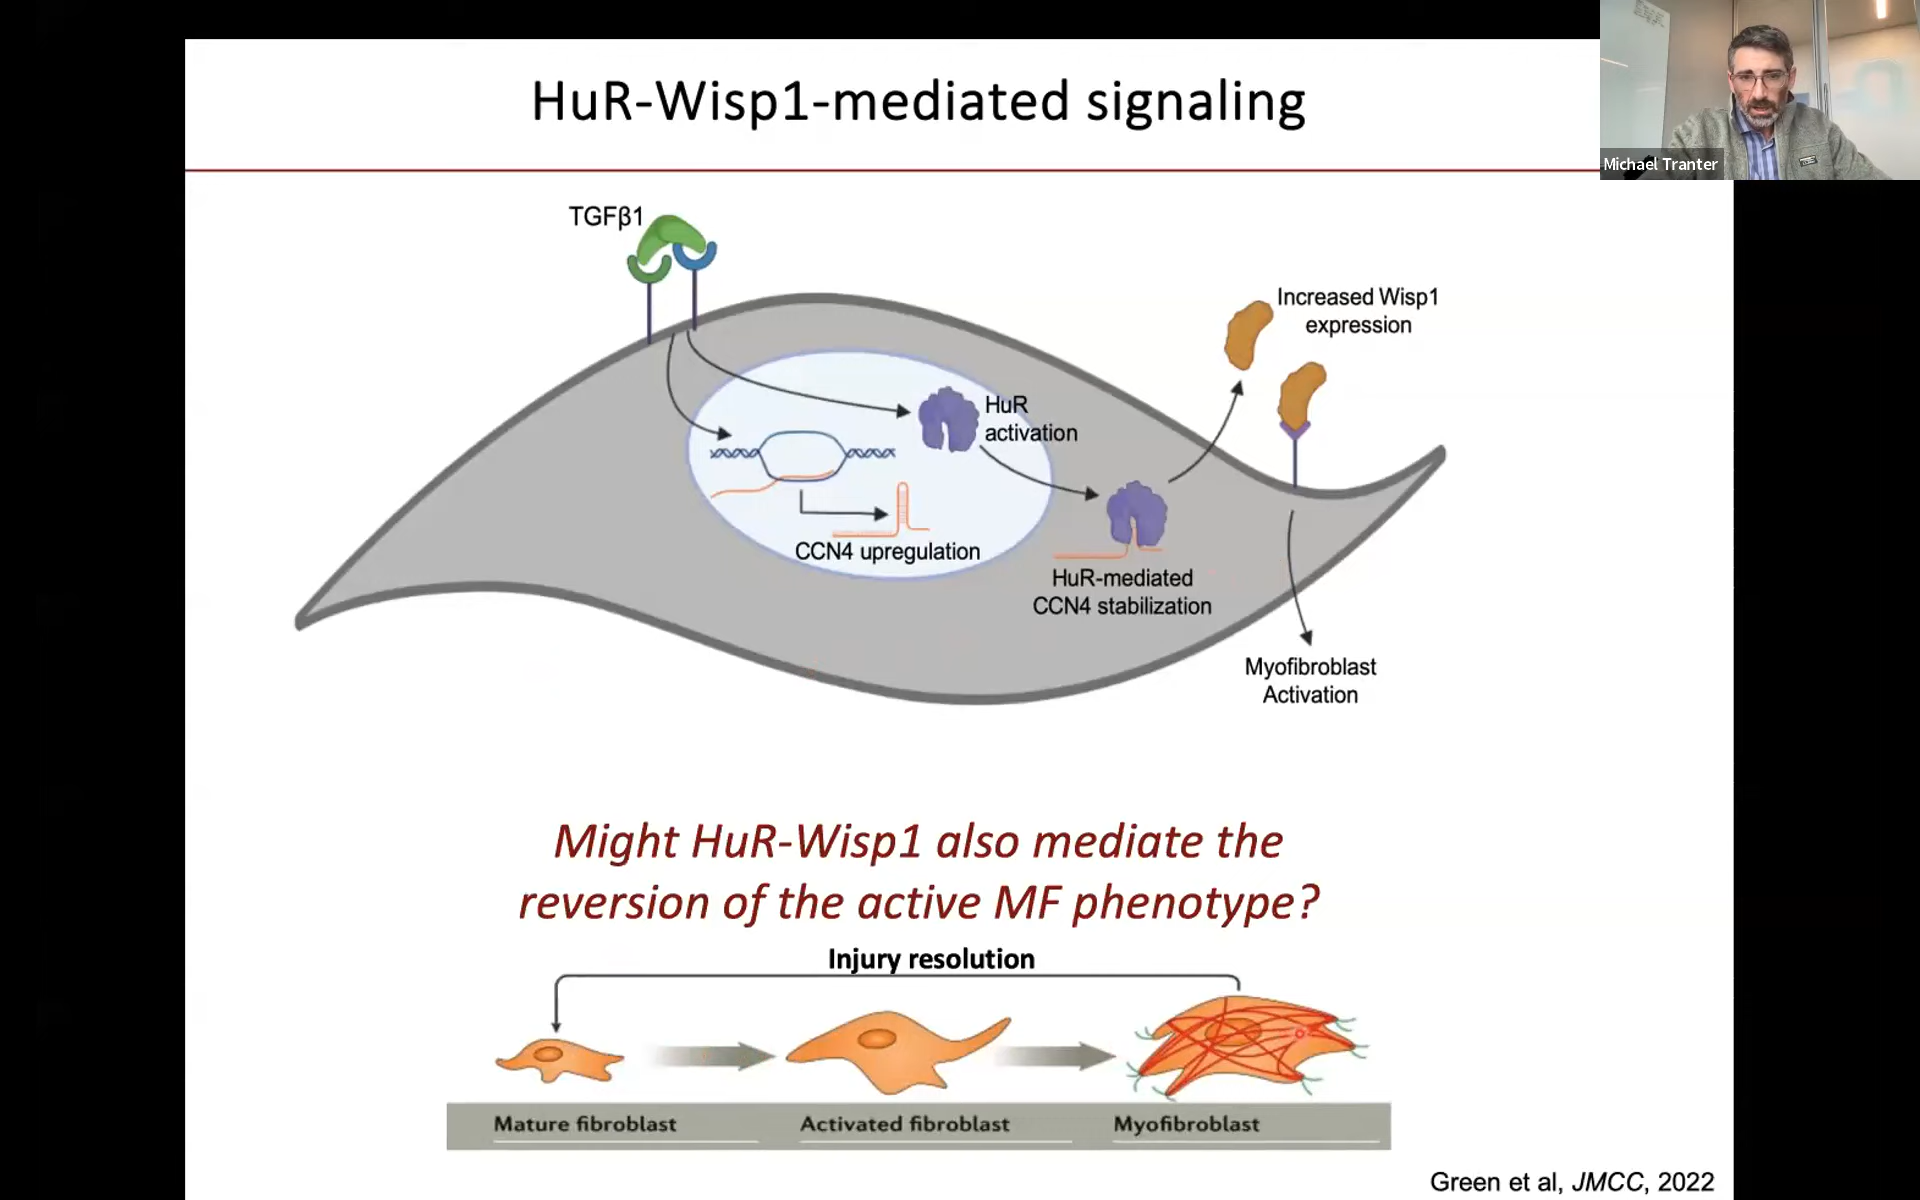 HuR-Wisp1-mediated signaling
Michael Tranter
TGFβ1
Increased Wisp1
expression
HuR
activation
CCN4 upregulation
HuR-mediated
CCN4 stabilization
Myofibroblast
Activation
Might HuR-Wisp1 also mediate the
reversion of the active MF phenotype?
Injury resolution
Mature fibroblast
Activated fibroblast
Myofibroblast
Green et al, JMCC, 2022